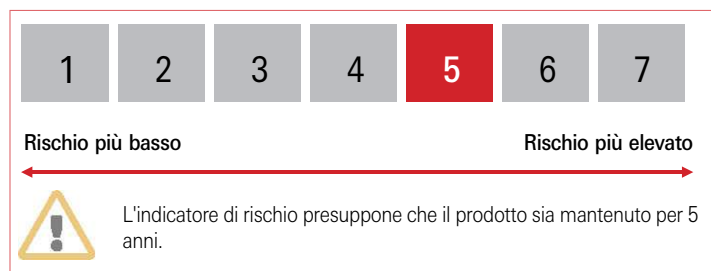 1 2 3 4 5 6 7
Rischio più basso Rischio più elevato
L'indicatore di rischio presuppone che il prodotto sia mantenuto per 5
anni.